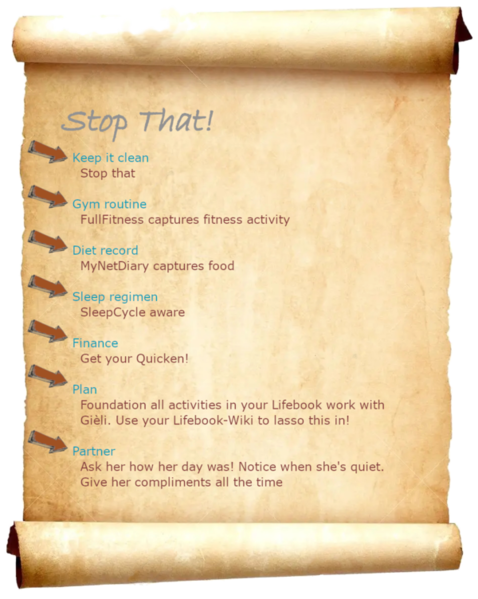 Stop That!
Keep it clean
Stop that
Gym routine
FullFitness captures fitness activity
Diet record
MyNetDiary captures food
Sleep regimen
SleepCycle aware
Finance
Get your Quicken!
Plan
Foundation all activities in your Lifebook work with
Gièli. Use your Lifebook-Wiki to lasso this in!
Partner
Ask her how her day was! Notice when she's quiet.
Give her compliments all the time